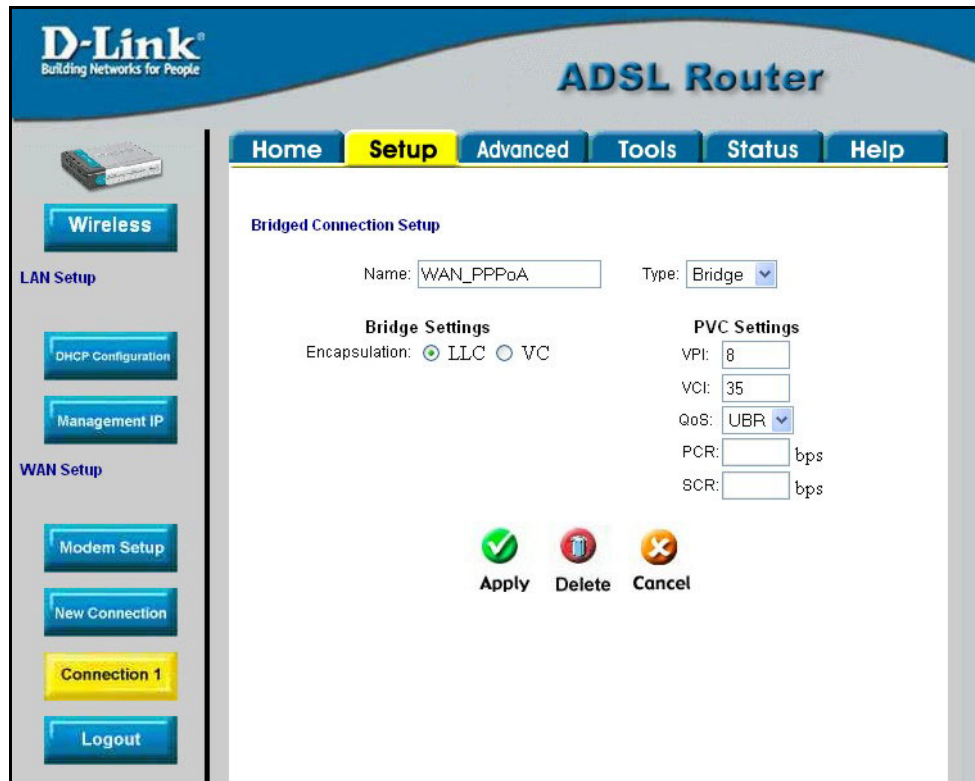 D-Link®
Building Networks for People
ADSL Router
Home Setup Advanced Tools Status Help
Wireless
LAN Setup
DHCP Configuration
Management IP
WAN Setup
Modem Setup
New Connection
Connection 1
Logout
Bridged Connection Setup
Name: WAN_PPPoA Type: Bridge
Bridge Settings
Encapsulation: LLC VC
PVC Settings
VPI: 8
VCI: 35
QoS: UBR
PCR: bps
SCR: bps
Apply Delete Cancel